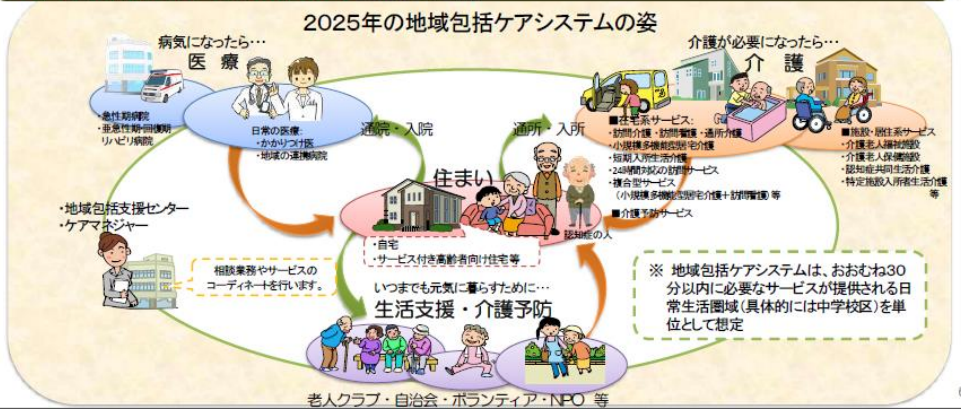 2025年の地域包括ケアシステムの姿
病気になったら…
医 療
・急性期病院
・亜急性期・回復期
リハビリ病院
日常の医療:
・かかりつけ医
・地域の連携病院
通院・入院
通所・入所
介護が必要になったら…
介 護
■在宅系サービス:
・訪問介護・訪問看護・通所介護
・小規模多機能型居宅介護
・短期入所生活介護
・24時間対応の訪問サービス
・複合型サービス
(小規模多機能型居宅介護+訪問看護)等
■介護予防サービス
■施設・居住系サービス
・介護老人福祉施設
・介護老人保健施設
・認知症共同生活介護
・特定施設入所者生活介護
等
住まい
・自宅
・サービス付き高齢者向け住宅等
認知症の人
・地域包括支援センター
・ケアマネジャー
相談業務やサービスの
コーディネートを行います。
いつまでも元気に暮らすために…
生活支援・介護予防
老人クラブ・自治会・ボランティア・NPO 等
※ 地域包括ケアシステムは、おおむね30
分以内に必要なサービスが提供される日
常生活圏域(具体的には中学校区)を単
位として想定